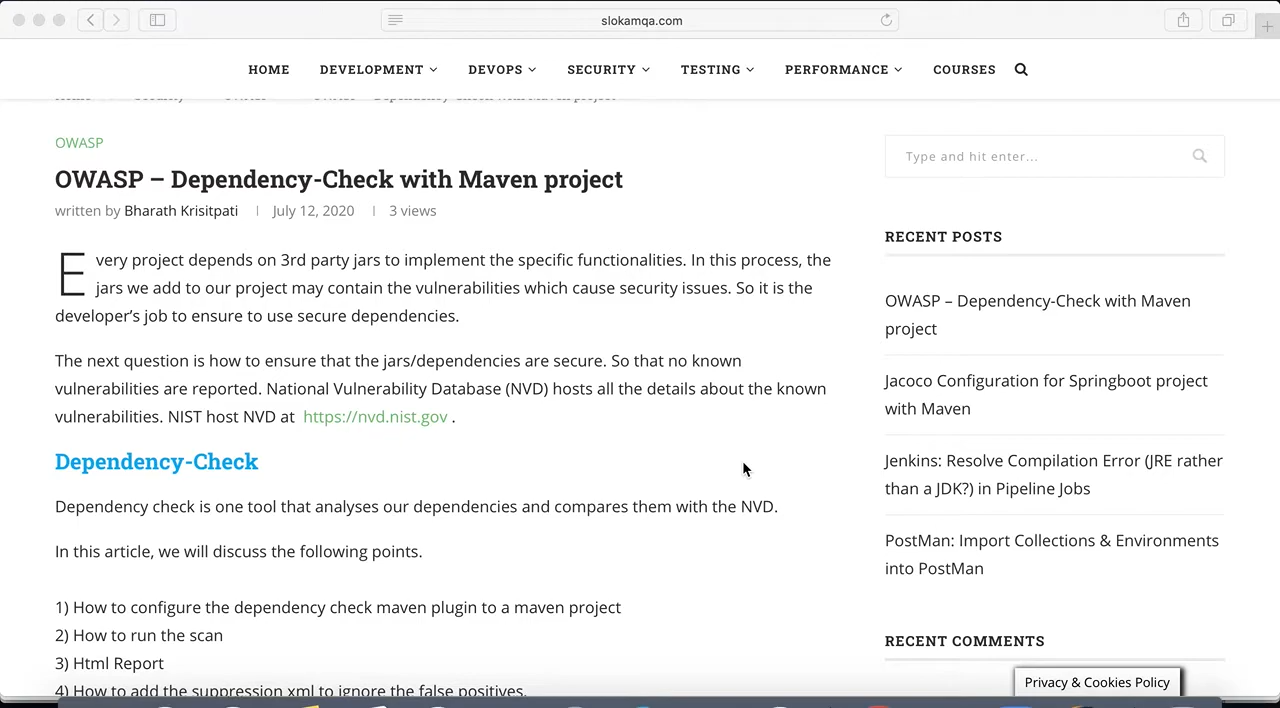 slokamqa.com
HOME DEVELOPMENT DEVOPS SECURITY TESTING PERFORMANCE COURSES
OWASP
OWASP – Dependency-Check with Maven project
written by Bharath Krisitpati July 12, 2020 3 views
Every project depends on 3rd party jars to implement the specific functionalities. In this process, the
jars we add to our project may contain the vulnerabilities which cause security issues. So it is the
developer’s job to ensure to use secure dependencies.
The next question is how to ensure that the jars/dependencies are secure. So that no known
vulnerabilities are reported. National Vulnerability Database (NVD) hosts all the details about the known
vulnerabilities. NIST host NVD at https://nvd.nist.gov .
Dependency-Check
Dependency check is one tool that analyses our dependencies and compares them with the NVD.
In this article, we will discuss the following points.
1) How to configure the dependency check maven plugin to a maven project
2) How to run the scan
3) Html Report
4) How to add the suppression xml to ignore the false positives.
Type and hit enter...
RECENT POSTS
OWASP – Dependency-Check with Maven
project
Jacoco Configuration for Springboot project
with Maven
Jenkins: Resolve Compilation Error (JRE rather
than a JDK?) in Pipeline Jobs
PostMan: Import Collections & Environments
into PostMan
RECENT COMMENTS
Privacy & Cookies Policy